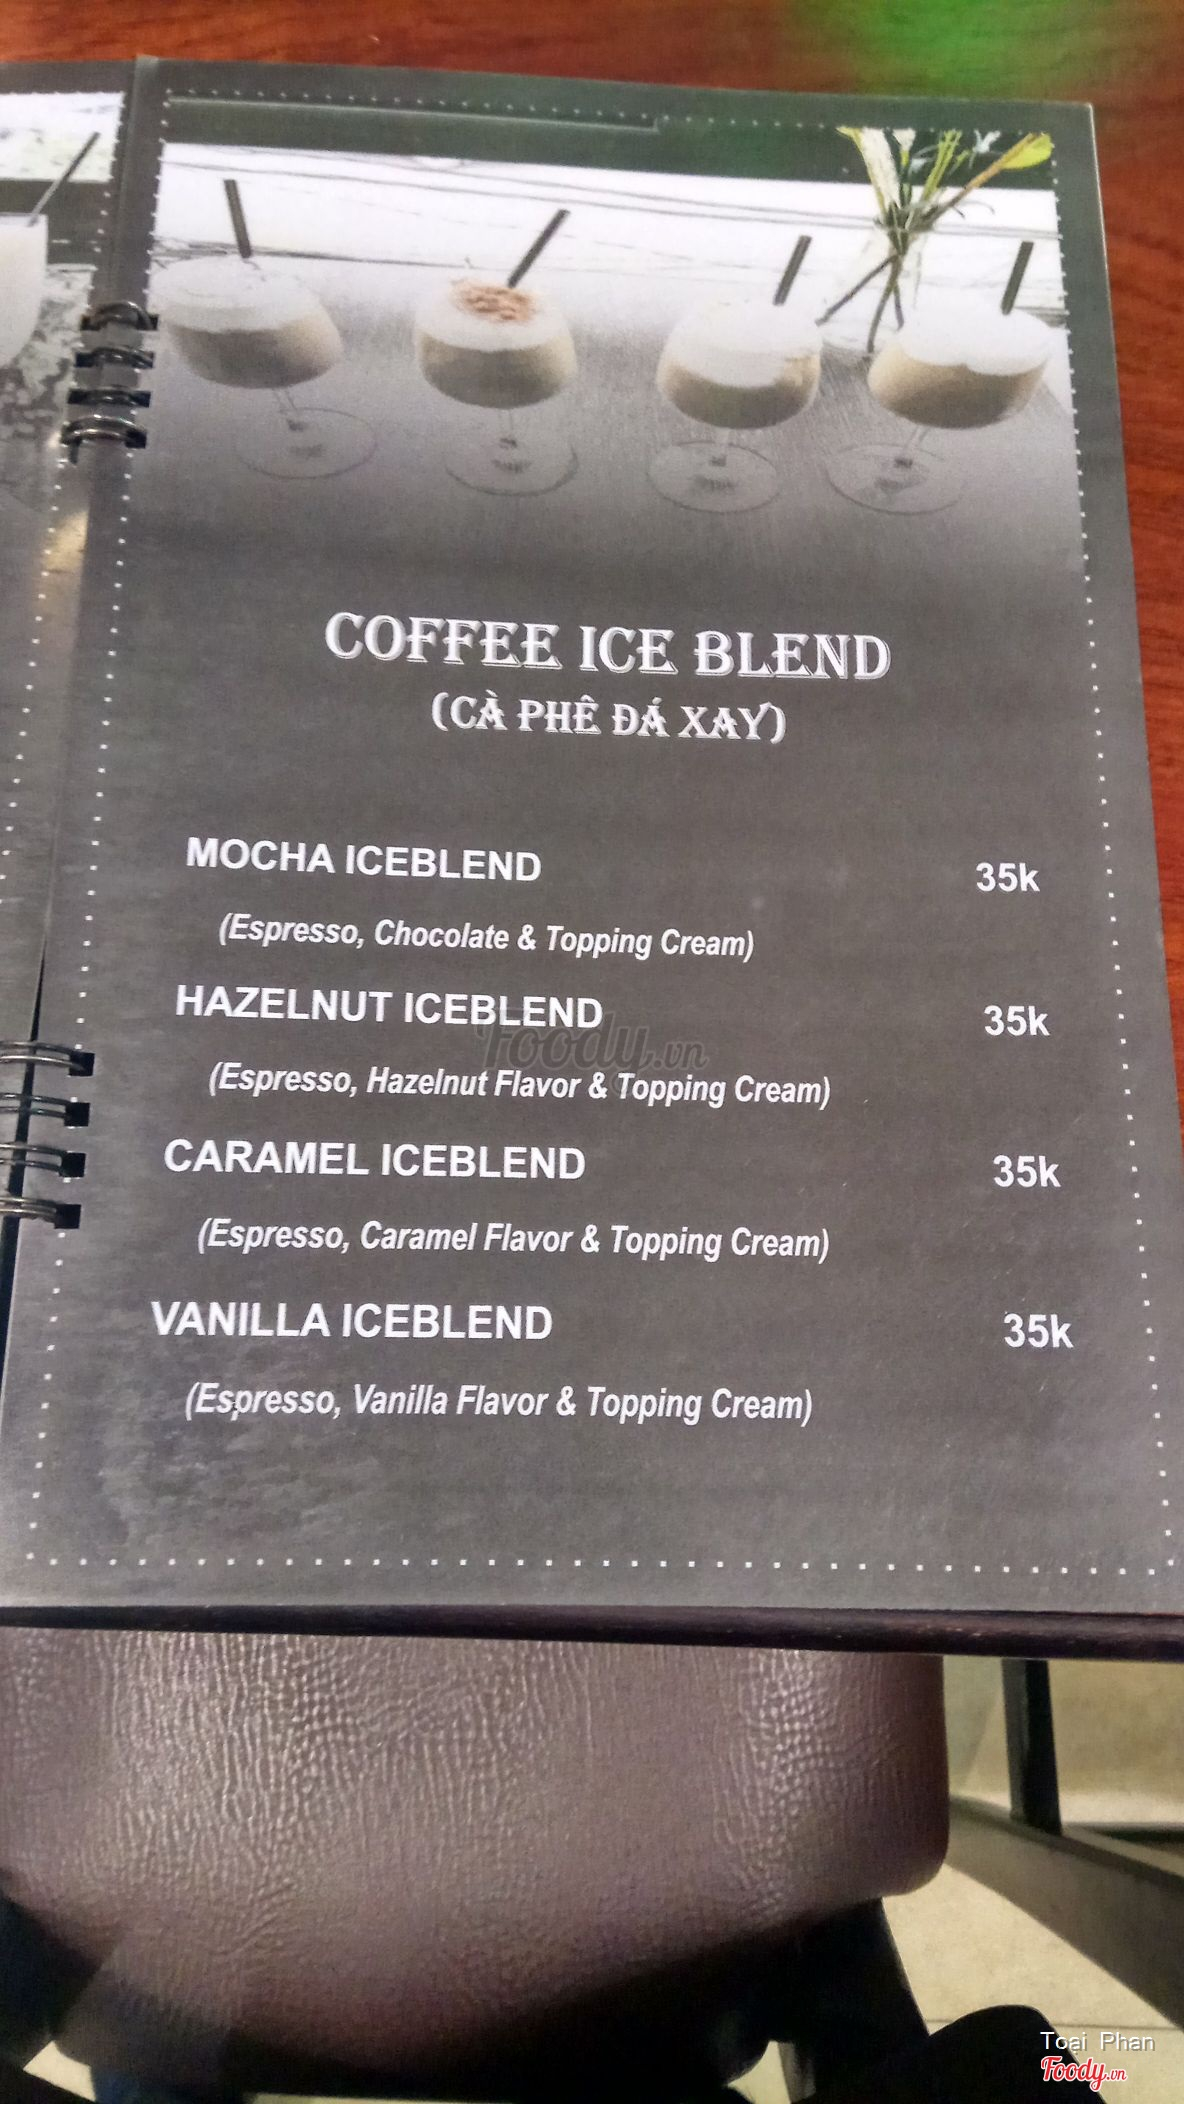 COFFEE ICE BLEND
(CÀ PHÊ ĐÁ XAY)
MOCHA ICEBLEND 35k
(Espresso, Chocolate & Topping Cream)
HAZELNUT ICEBLEND 35k
Foody.vn
(Espresso, Hazelnut Flavor & Topping Cream)
CARAMEL ICEBLEND 35k
(Espresso, Caramel Flavor & Topping Cream)
VANILLA ICEBLEND 35k
(Espresso, Vanilla Flavor & Topping Cream)
Toai Phan
Foody.vn